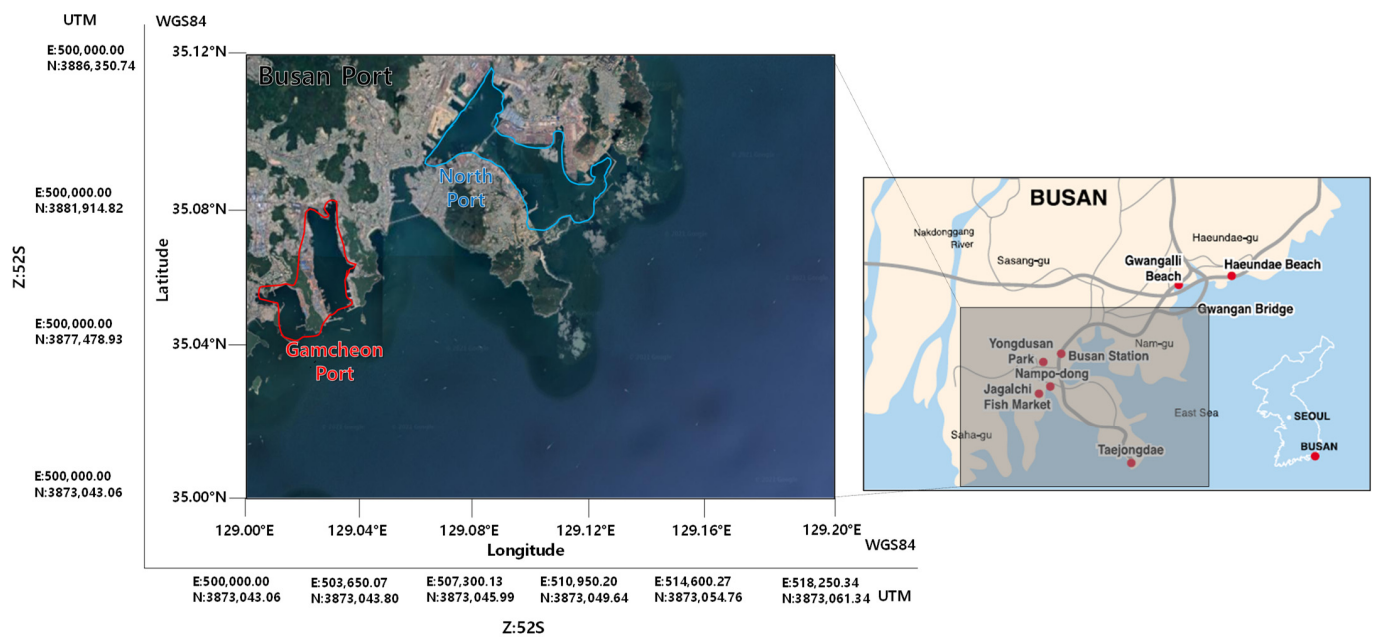 UTM
WGS84
E:500,000.00
N:3886,350.74
35.12°N
E:500,000.00
N:3881,914.82
35.08°N
Z:52S
Latitude
E:500,000.00
N:3877,478.93
35.04°N
E:500,000.00
N:3873,043.06
35.00°N
Busan Port
North
Port
Gamcheon
Port
129.00°E
129.04°E
129.08°E
129.12°E
129.16°E
129.20°E
Longitude
WGS84
E:500,000.00
N:3873,043.06
E:503,650.07
N:3873,043.80
E:507,300.13
N:3873,045.99
E:510,950.20
N:3873,049.64
E:514,600.27
N:3873,054.76
E:518,250.34
N:3873,061.34
UTM
Z:52S
BUSAN
Nakdonggang
River
Sasang-gu
Haeundae-gu
Gwangalli
Beach
Haeundae Beach
Gwangan Bridge
Yongdusan
Park
Busan Station
Nam-gu
Nampo-dong
Jagalchi
Fish Market
East Sea
Saha-gu
Taejongdae
SEOUL
BUSAN